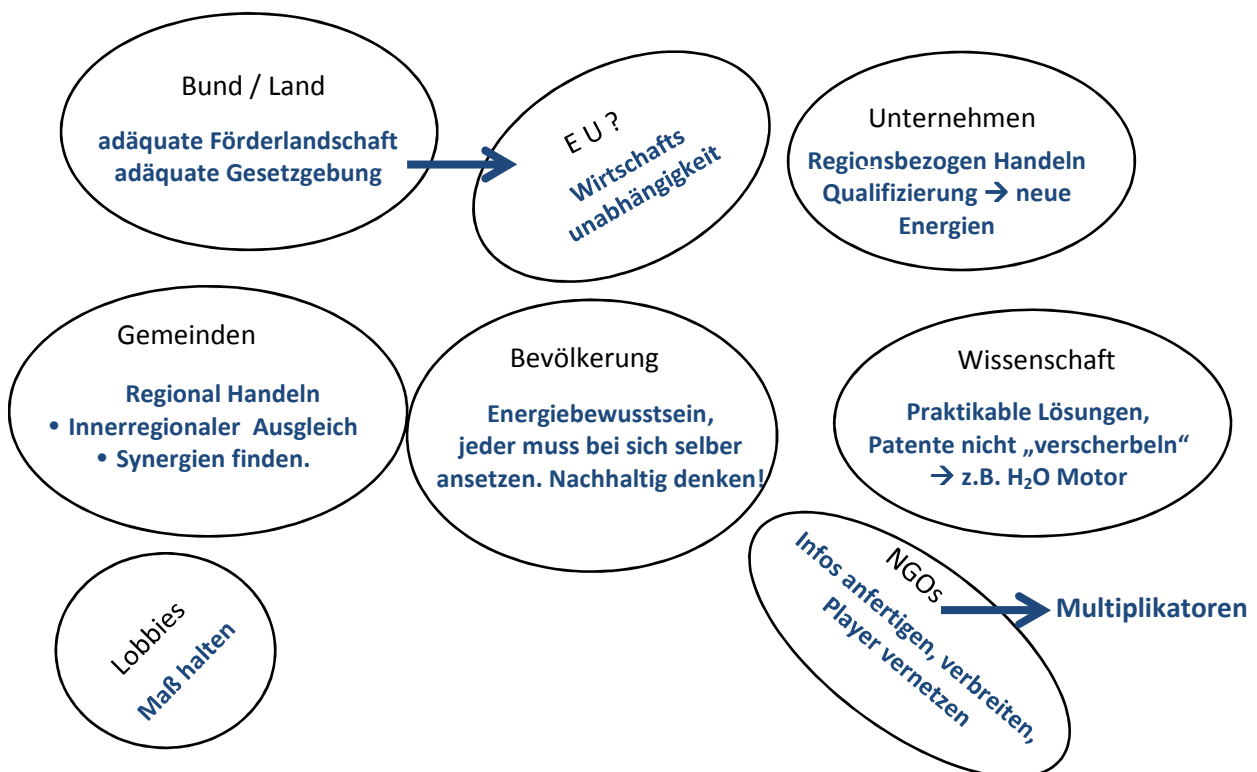 Bund / Land
adäquate Förderlandschaft
adäquate Gesetzgebung
E U ?
Wirtschafts
unabhängigkeit
Unternehmen
Regionsbezogen Handeln
Qualifizierung → neue
Energien
Gemeinden
Regional Handeln
• Innerregionaler Ausgleich
• Synergien finden.
Bevölkerung
Energiebewusstsein,
jeder muss bei sich selber
ansetzen. Nachhaltig denken!
Wissenschaft
Praktikable Lösungen,
Patente nicht „verscherbeln“
→ z.B. H₂O Motor
Lobbies
Maß halten
NGOs
Infos anfertigen, verbreiten,
Player vernetzen
Multiplikatoren